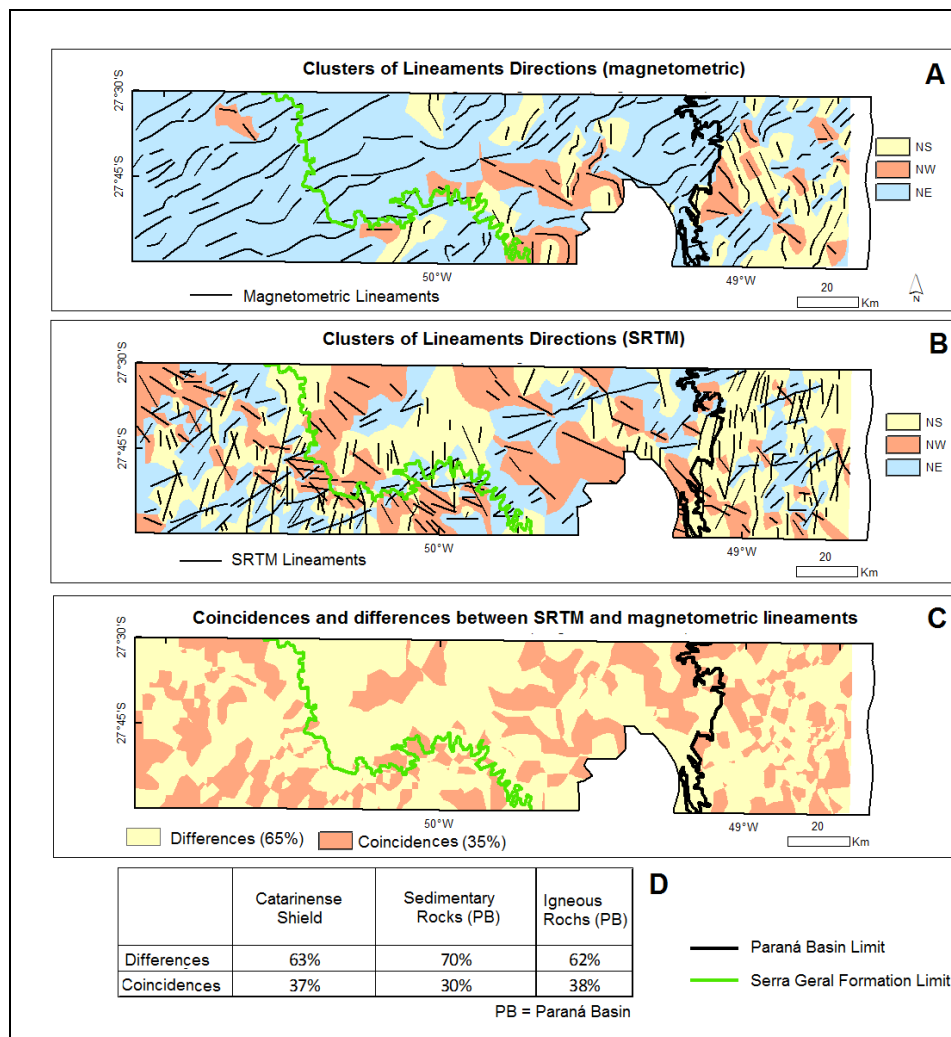 Clusters of Lineaments Directions (magnetometric)
A
27°30'S
27°45'S
NS
NW
NE
50°W
49°W
Magnetometric Lineaments
20
Km
N
Clusters of Lineaments Directions (SRTM)
B
27°30'S
27°45'S
NS
NW
NE
50°W
49°W
SRTM Lineaments
20
Km
Coincidences and differences between SRTM and magnetometric lineaments
C
27°30'S
27°45'S
50°W
49°W
20
Km
Differences (65%)
Coincidences (35%)
D
Catarinense Shield
Sedimentary Rocks (PB)
Igneous Rochs (PB)
Differences 63% 70% 62%
Coincidences 37% 30% 38%
PB = Paraná Basin
Paraná Basin Limit
Serra Geral Formation Limit